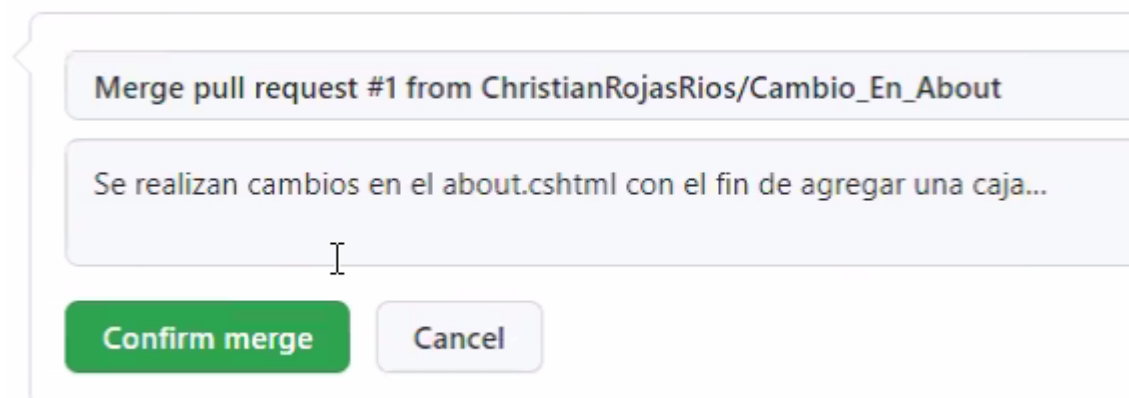 Merge pull request #1 from ChristianRojasRios/Cambio_En_About
Se realizan cambios en el about.cshtml con el fin de agregar una caja...
Confirm merge Cancel